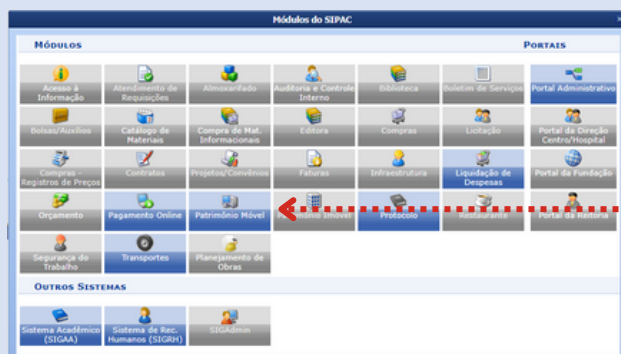 Módulos do SIPAC
MÓDULOS
PORTAIS
Acesso à
Informação
Atendimento de
Requisições
Almoxarifado
Auditoria e Controle
Interno
Biblioteca
Boletim de Serviços
Portal Administrativo
Bolsas/Auxílios
Catálogo de
Materiais
Compra de Mat.
Informacionais
Editora
Compras
Licitação
Portal da Direção
Centro/Hospital
Compras -
Registros de Preços
Contratos
Projetos/Convênios
Faturas
Infraestrutura
Liquidação de
Despesas
Portal da Fundação
Orçamento
Pagamento Online
Patrimônio Móvel
Patrimônio Imóvel
Protocolo
Restaurante
Portal da Reitoria
Segurança do
Trabalho
Transportes
Planejamento de
Obras
OUTROS SISTEMAS
Sistema Acadêmico
(SIGAA)
Sistema de Rec.
Humanos (SIGRH)
SIGAdmin